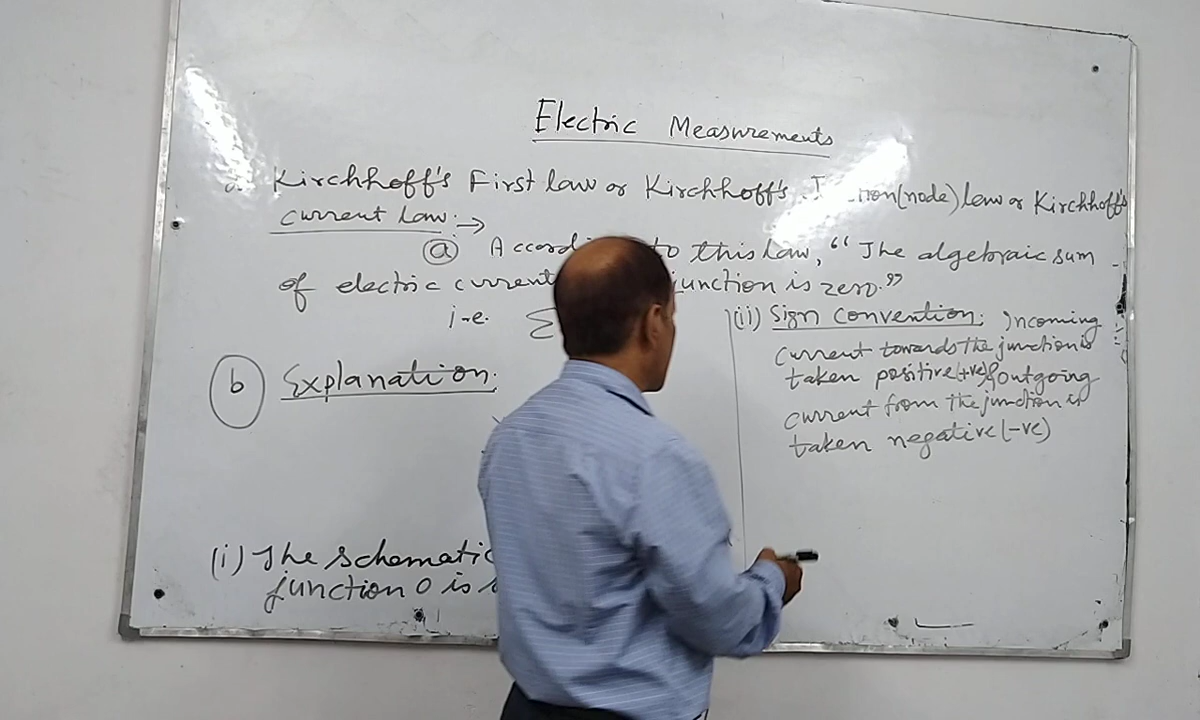 Electric Measurements
Kirchhoff's First law or Kirchhoff's (node) law or Kirchhoff's
current law :→
(a) According to this law, "The algebraic sum
of electric current junction is zero."
i.e. Σ
(b) Explanation:
(i) The schematic
junction O is
(ii) Sign convention: Incoming
current towards the junction is
taken positive(+ve) & outgoing
current from the junction is
taken negative(-ve)